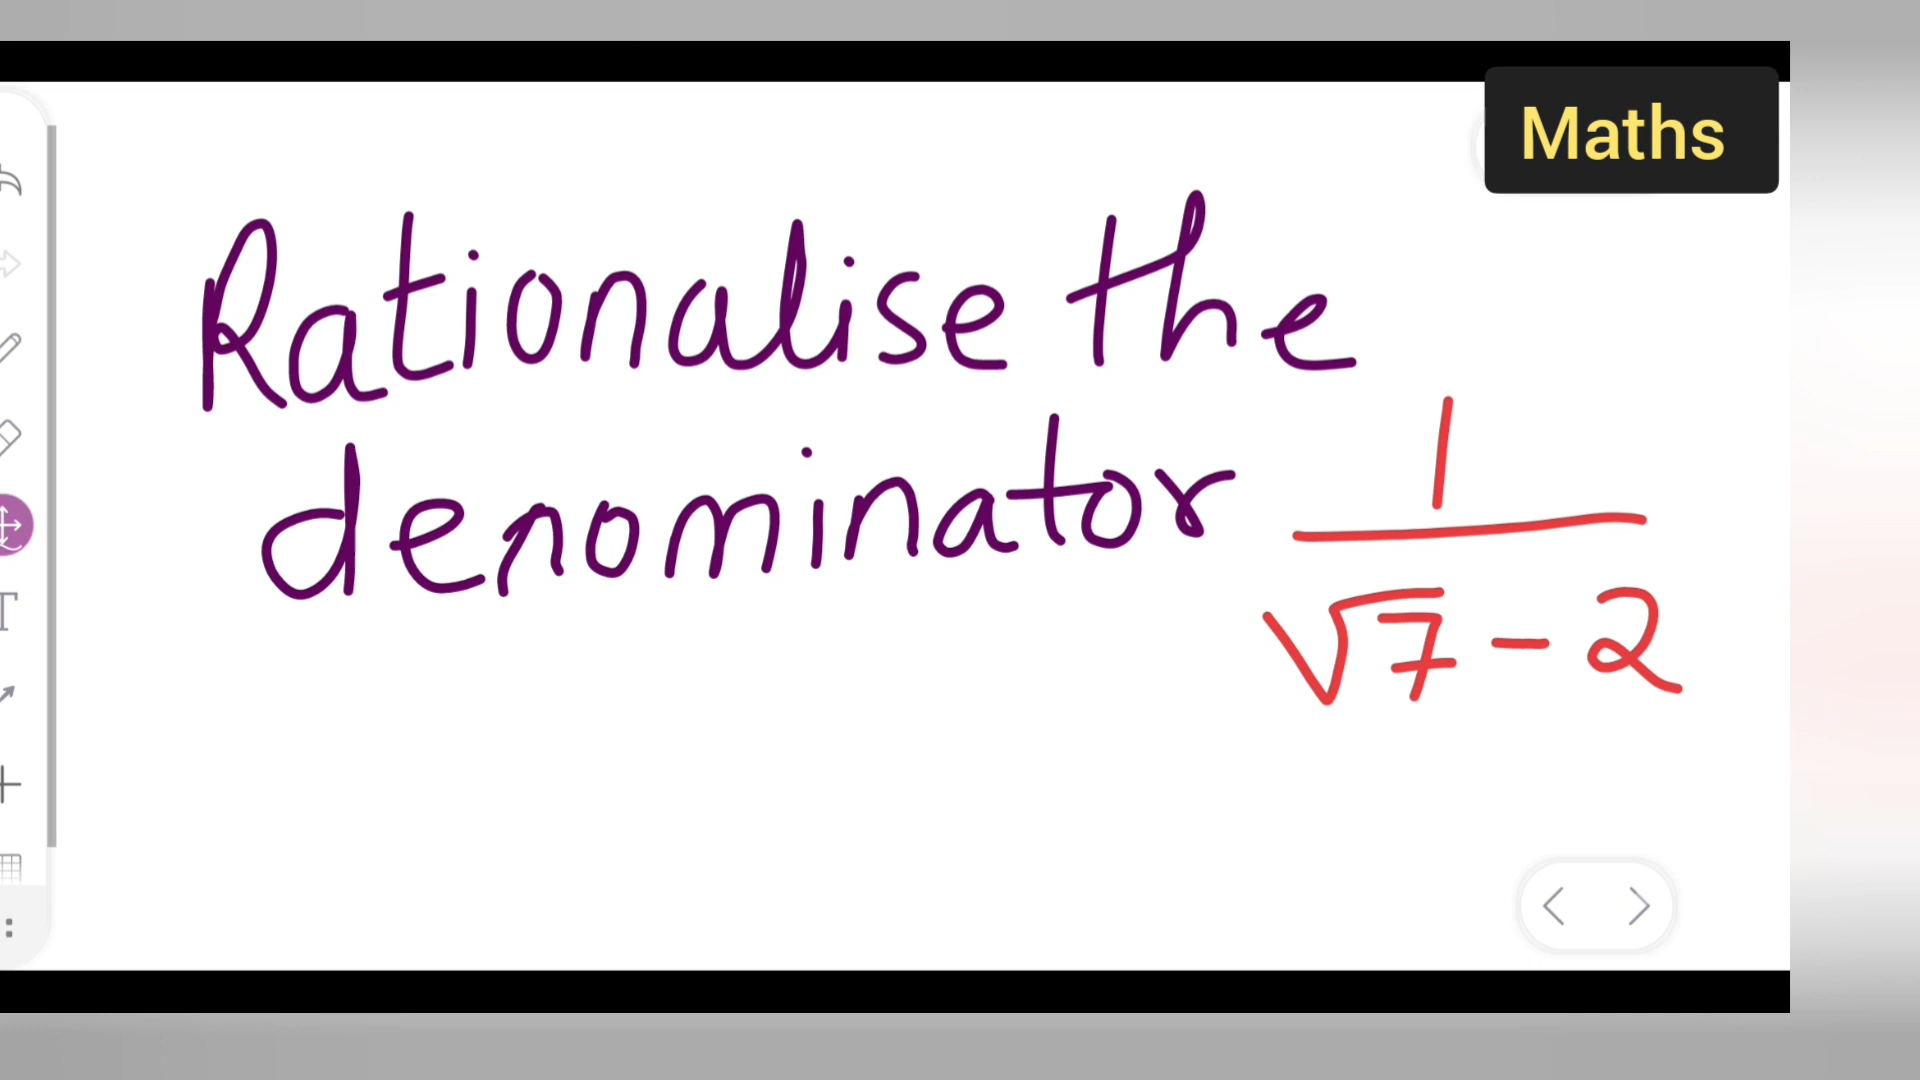 Maths
Rationalise the
denominator 1
√7 - 2